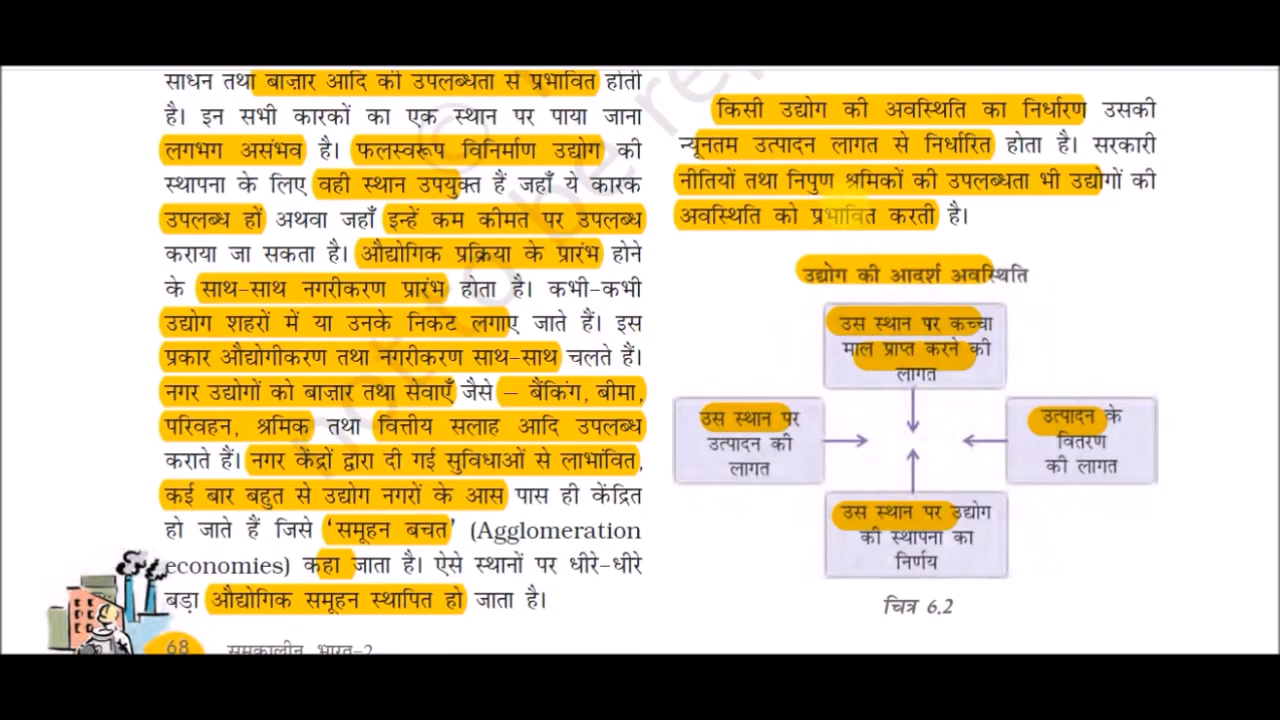 साधन तथा बाज़ार आदि की उपलब्धता से प्रभावित होती
है। इन सभी कारकों का एक स्थान पर पाया जाना
लगभग असंभव है। फलस्वरूप विनिर्माण उद्योग की
स्थापना के लिए वही स्थान उपयुक्त हैं जहाँ ये कारक
उपलब्ध हों अथवा जहाँ इन्हें कम कीमत पर उपलब्ध
कराया जा सकता है। औद्योगिक प्रक्रिया के प्रारंभ होने
के साथ-साथ नगरीकरण प्रारंभ होता है। कभी-कभी
उद्योग शहरों में या उनके निकट लगाए जाते हैं। इस
प्रकार औद्योगीकरण तथा नगरीकरण साथ-साथ चलते हैं।
नगर उद्योगों को बाज़ार तथा सेवाएँ जैसे – बैंकिंग, बीमा,
परिवहन, श्रमिक तथा वित्तीय सलाह आदि उपलब्ध
कराते हैं। नगर केंद्रों द्वारा दी गई सुविधाओं से लाभांवित,
कई बार बहुत से उद्योग नगरों के आस पास ही केंद्रित
हो जाते हैं जिसे ‘समूहन बचत’ (Agglomeration
economies) कहा जाता है। ऐसे स्थानों पर धीरे-धीरे
बड़ा औद्योगिक समूहन स्थापित हो जाता है।
68 समकालीन भारत-2
किसी उद्योग की अवस्थिति का निर्धारण उसकी
न्यूनतम उत्पादन लागत से निर्धारित होता है। सरकारी
नीतियों तथा निपुण श्रमिकों की उपलब्धता भी उद्योगों की
अवस्थिति को प्रभावित करती है।
उद्योग की आदर्श अवस्थिति
उस स्थान पर कच्चा
माल प्राप्त करने की
लागत
उस स्थान पर
उत्पादन की
लागत
उत्पादन के
वितरण
की लागत
उस स्थान पर उद्योग
की स्थापना का
निर्णय
चित्र 6.2